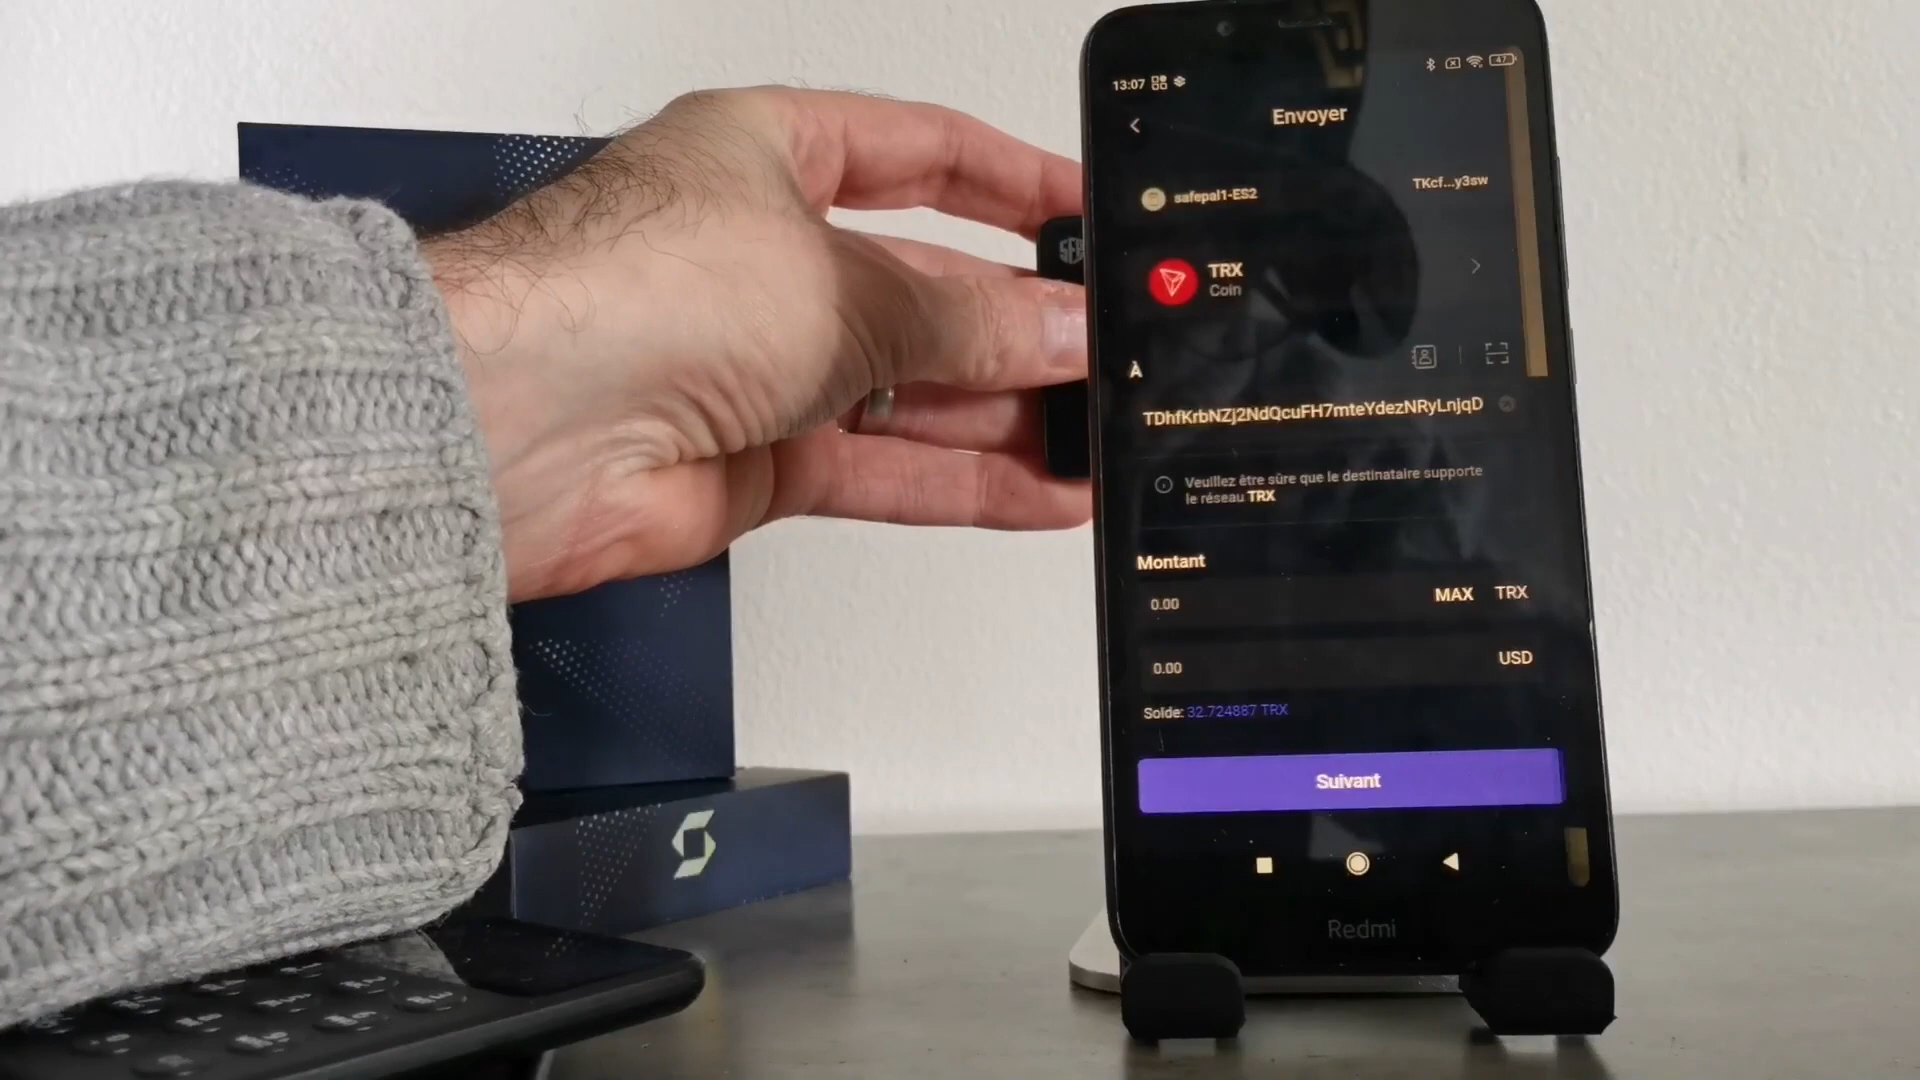 13:07
47
Envoyer
safepal1-ES2
TKcf...y3sw
TRX
Coin
À
TDhfKrbNZj2NdQcuFH7mteYdezNRyLnjqD
Veuillez être sûre que le destinataire supporte
le réseau TRX
Montant
0.00 MAX TRX
0.00 USD
Solde: 32.724887 TRX
Suivant
Redmi